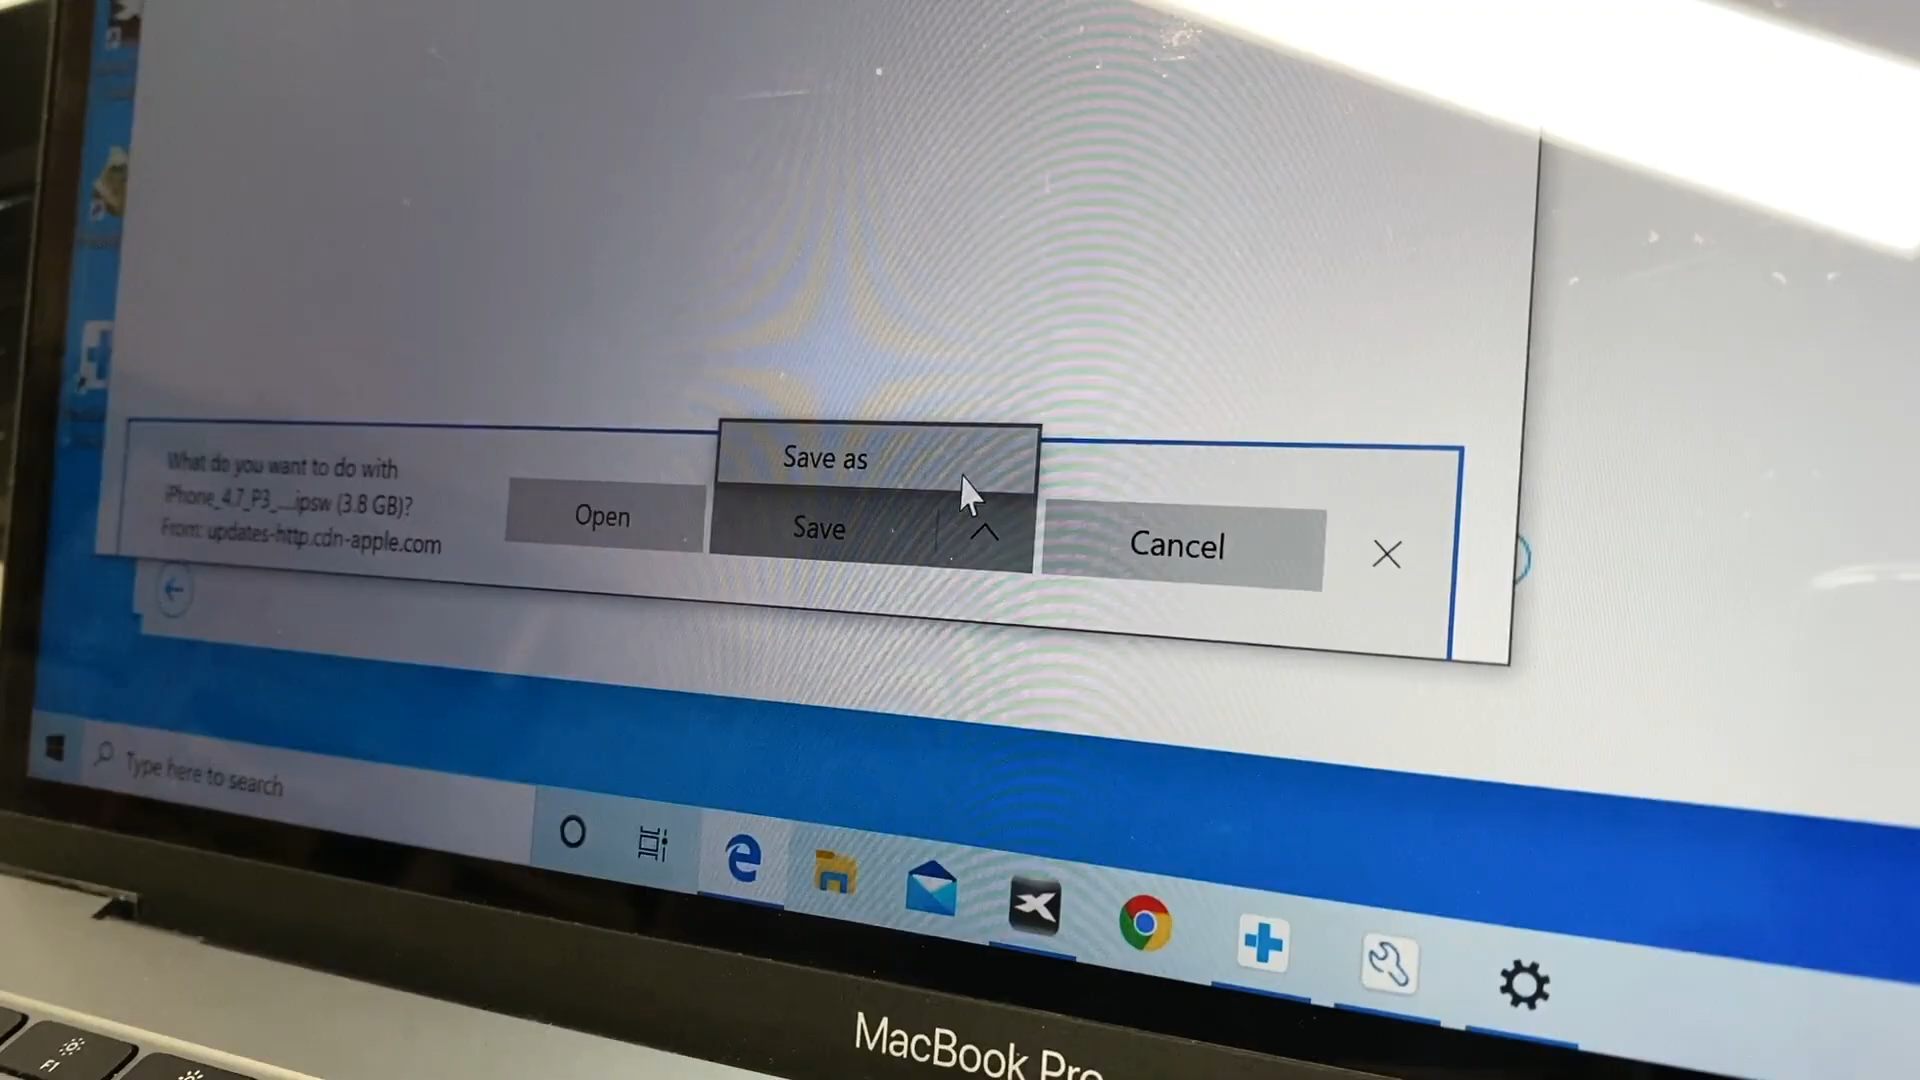 What do you want to do with
iPhone_4.7_P3_....ipsw (3.8 GB)?
From: updates-http.cdn-apple.com
Open
Save as
Save
Cancel
Type here to search
MacBook Pro
F1